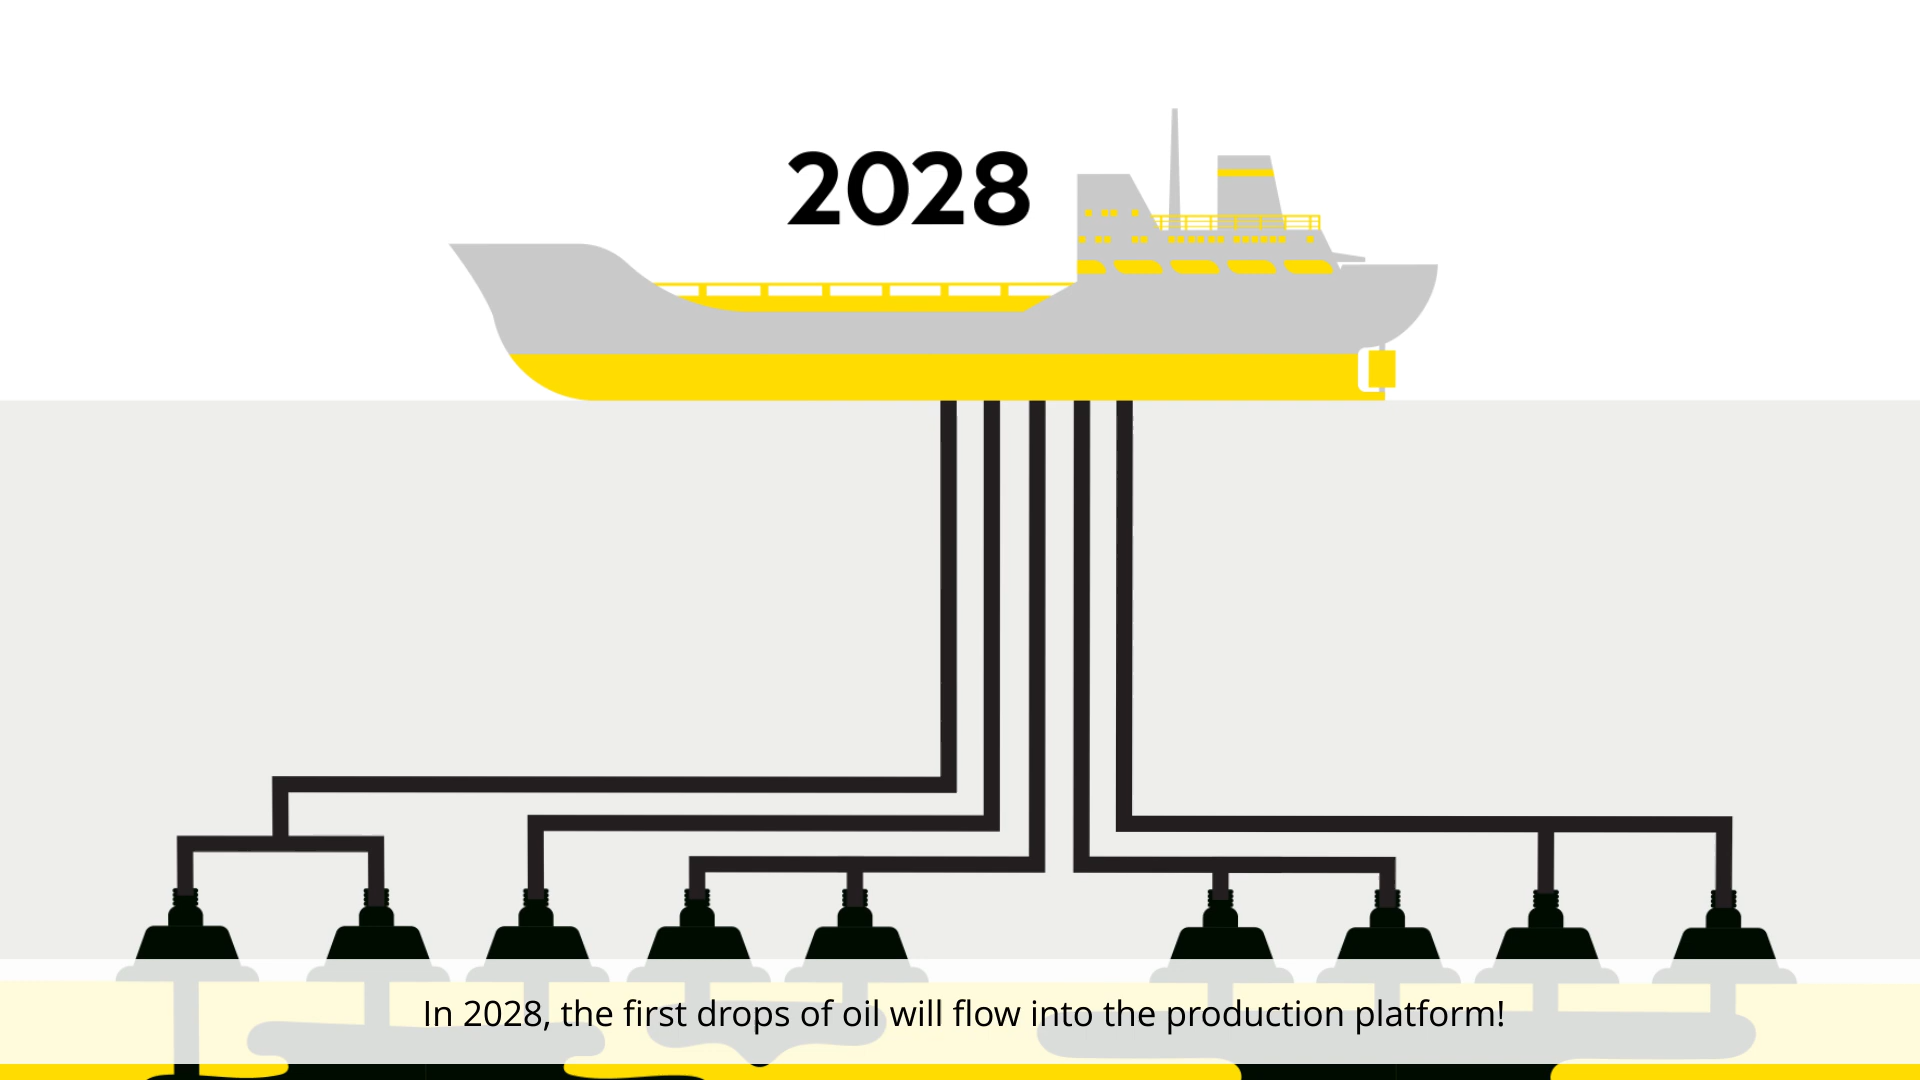 2028
In 2028, the first drops of oil will flow into the production platform!